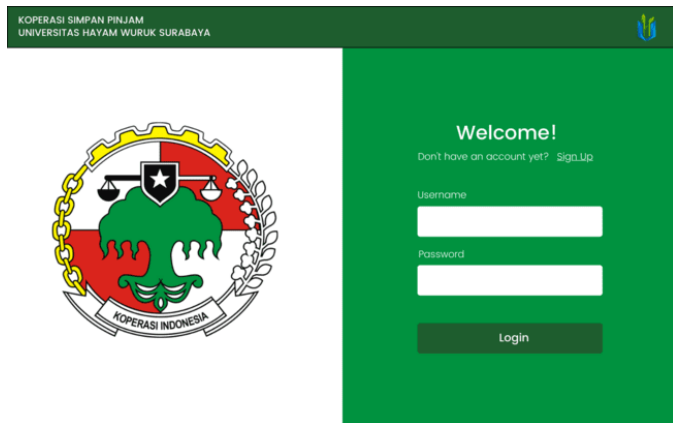 KOPERASI SIMPAN PINJAM
UNIVERSITAS HAYAM WURUK SURABAYA
KOPERASI INDONESIA
Welcome!
Don't have an account yet? Sign Up
Username
Password
Login